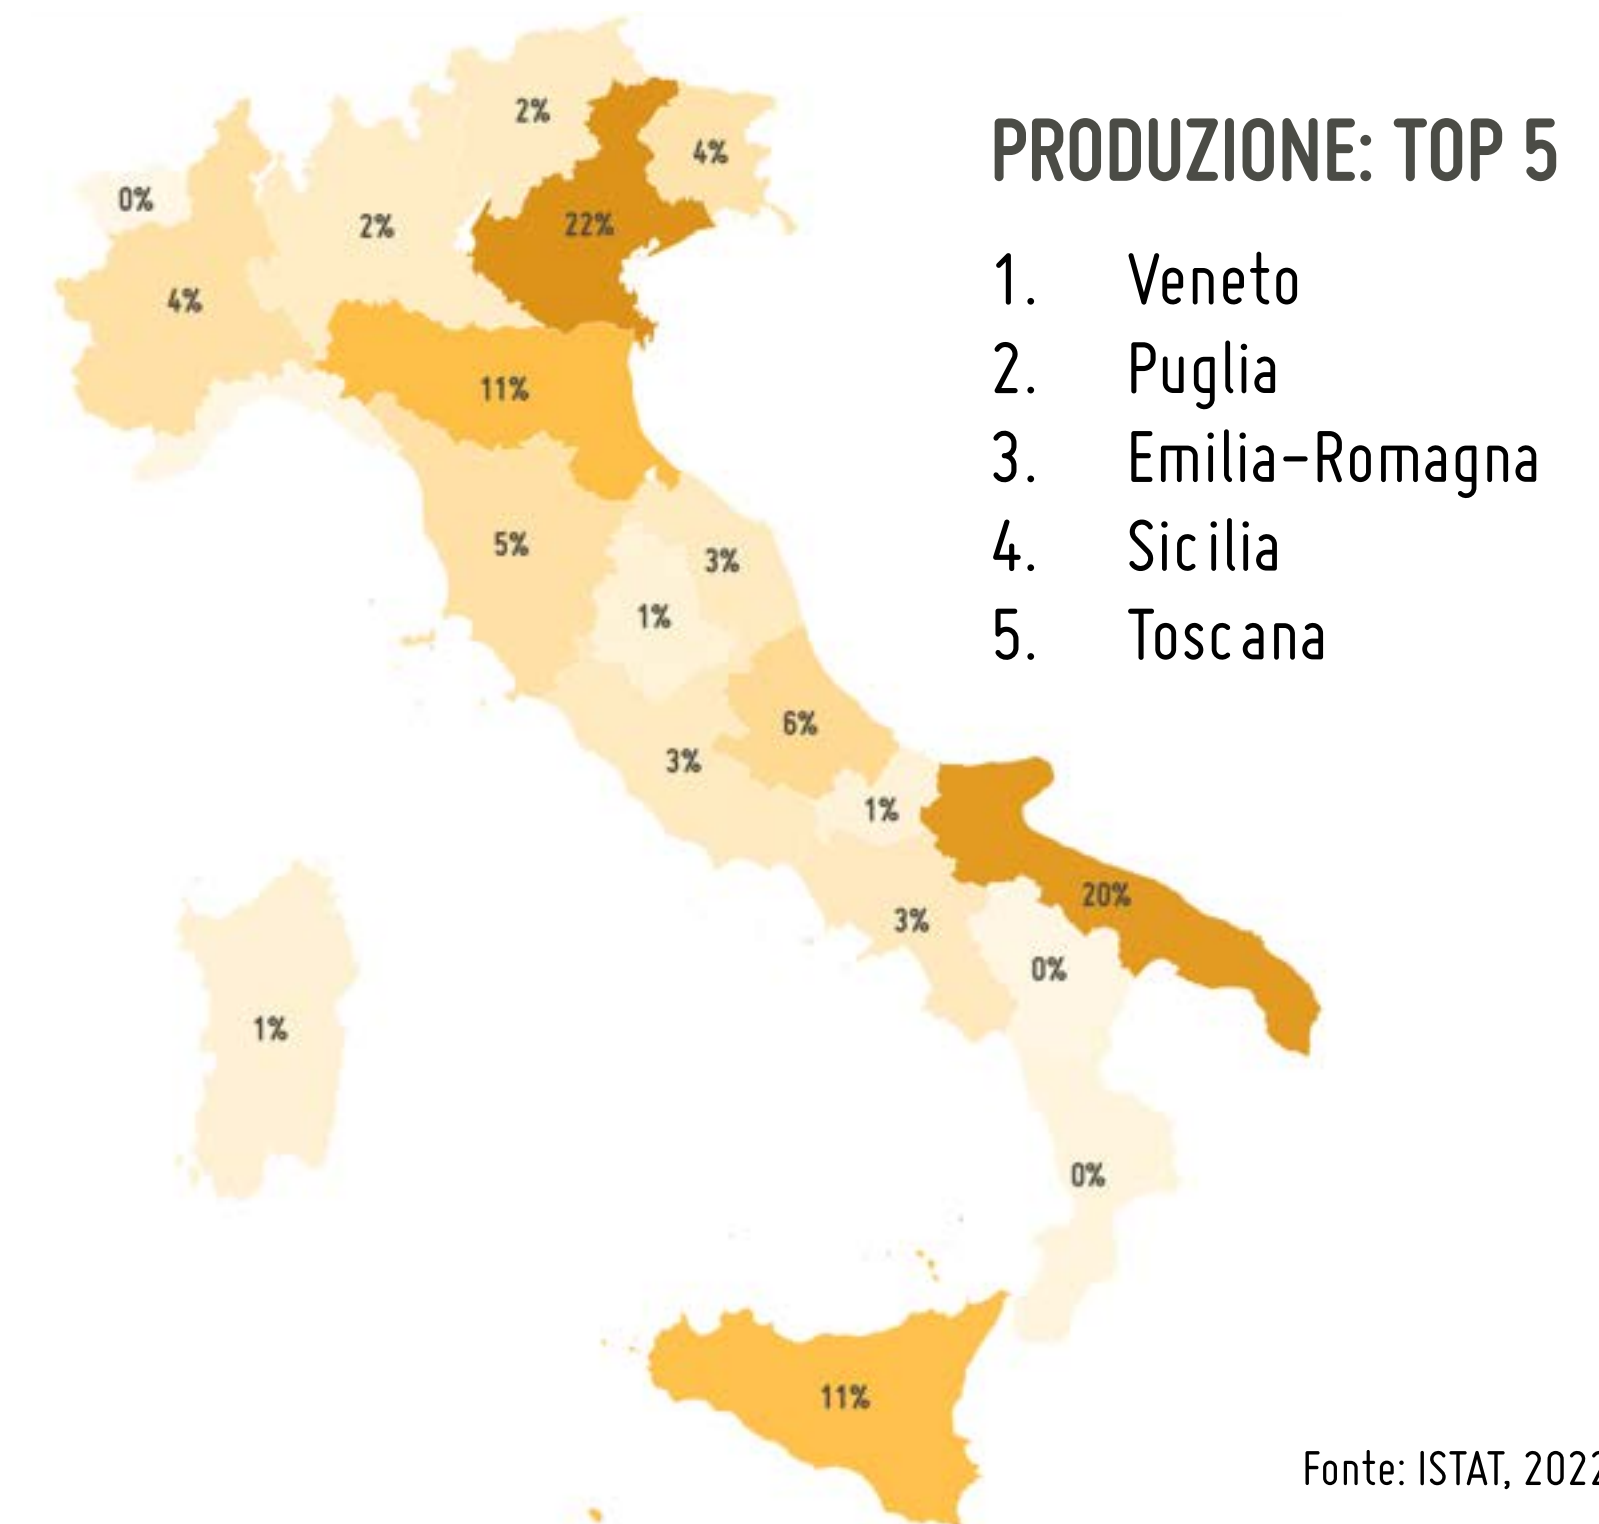 PRODUZIONE: TOP 5
1. Veneto
2. Puglia
3. Emilia-Romagna
4. Sicilia
5. Toscana
2%
4%
0%
2%
22%
4%
11%
5%
3%
1%
6%
3%
1%
20%
3%
0%
1%
0%
11%
Fonte: ISTAT, 2022